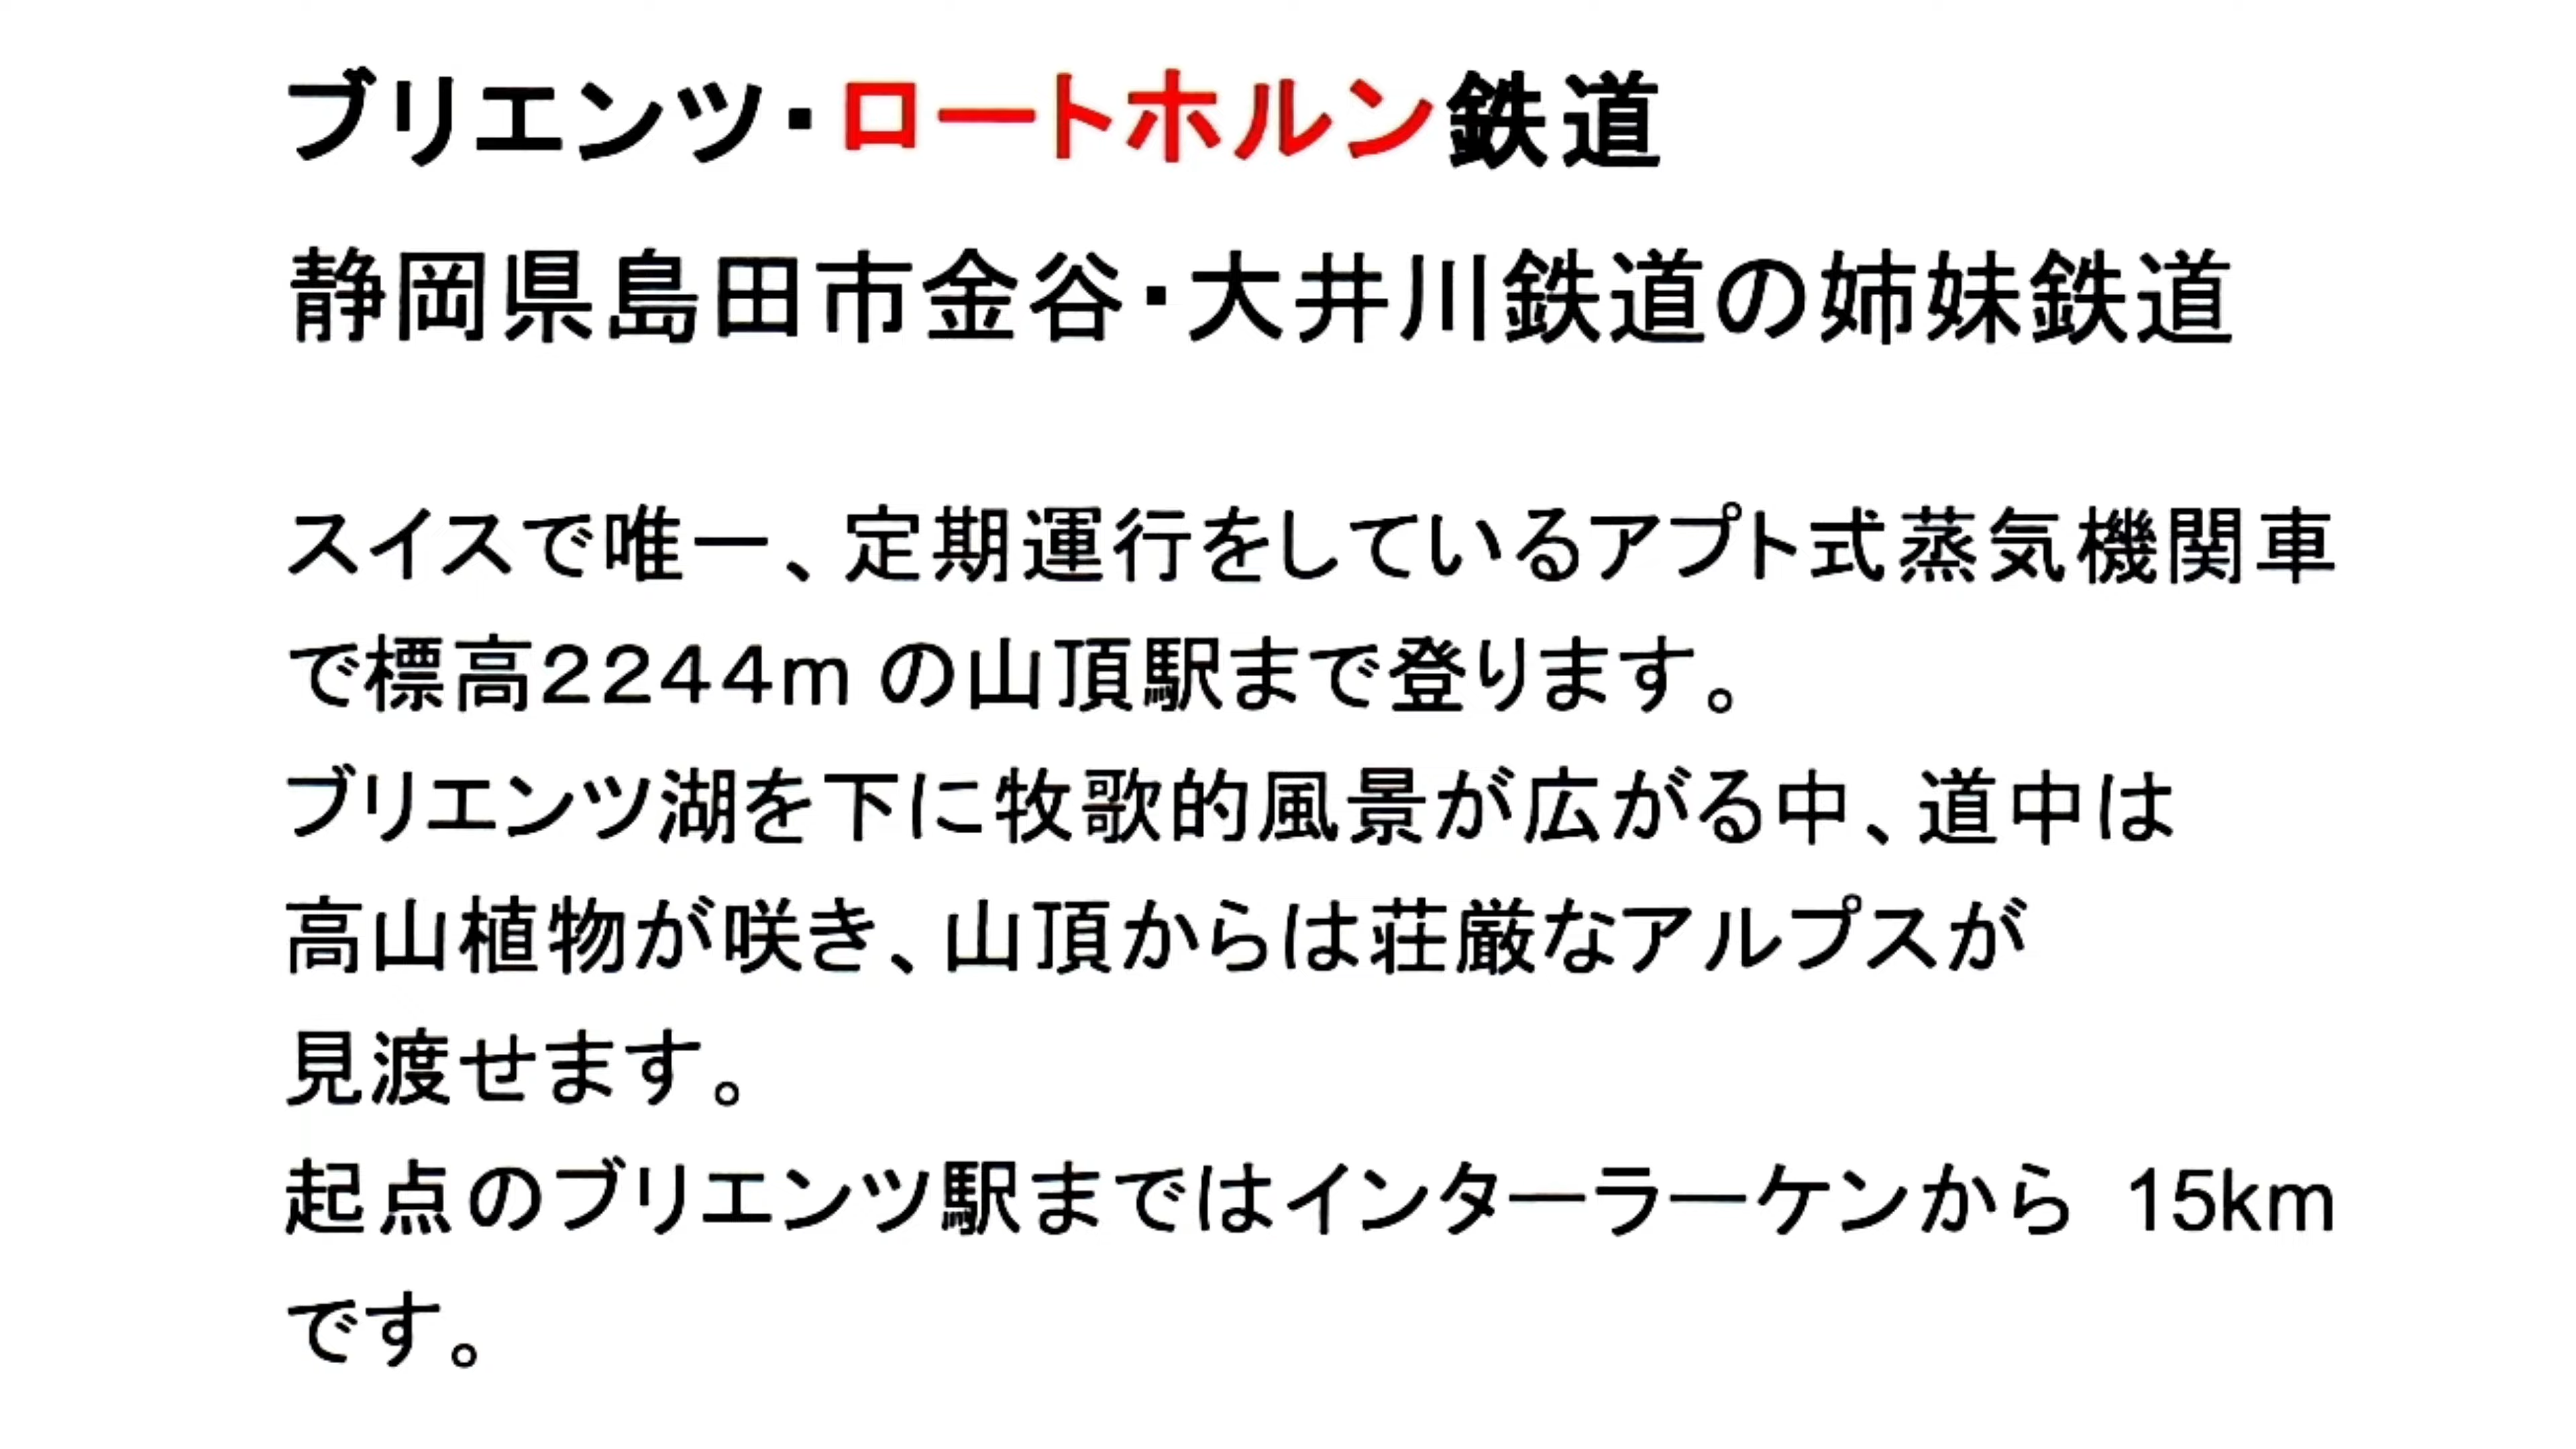 ブリエンツ・ロートホルン鉄道
静岡県島田市金谷・大井川鉄道の姉妹鉄道
スイスで唯一、定期運行をしているアプト式蒸気機関車
で標高２２４４ｍ の山頂駅まで登ります。
ブリエンツ湖を下に牧歌的風景が広がる中、道中は
高山植物が咲き、山頂からは荘厳なアルプスが
見渡せます。
起点のブリエンツ駅まではインターラーケンから 15km
です。